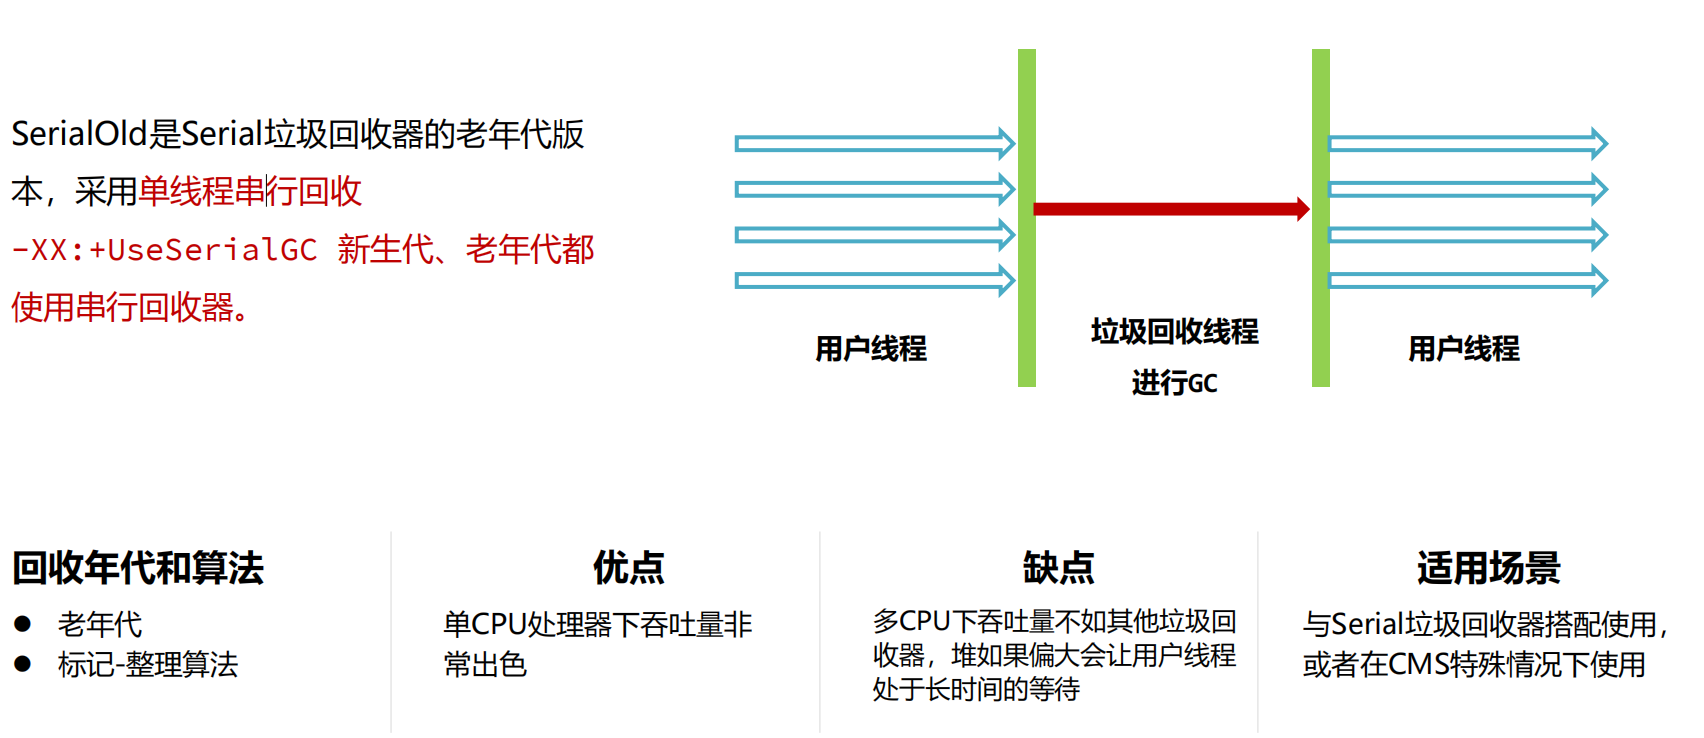 SerialOld是Serial垃圾回收器的老年代版
本，采用单线程串行回收
-XX:+UseSerialGC 新生代、老年代都
使用串行回收器。
用户线程
垃圾回收线程
进行GC
用户线程
回收年代和算法
● 老年代
● 标记-整理算法
优点
单CPU处理器下吞吐量非
常出色
缺点
多CPU下吞吐量不如其他垃圾回
收器，堆如果偏大会让用户线程
处于长时间的等待
适用场景
与Serial垃圾回收器搭配使用，
或者在CMS特殊情况下使用